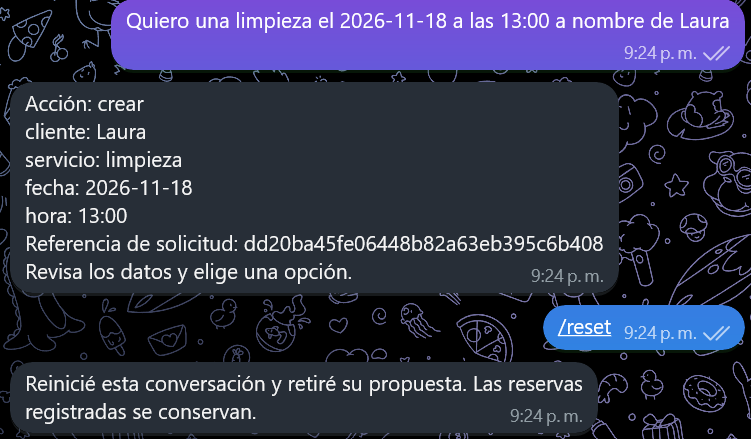 Quiero una limpieza el 2026-11-18 a las 13:00 a nombre de Laura
9:24 p. m.
Acción: crear
cliente: Laura
servicio: limpieza
fecha: 2026-11-18
hora: 13:00
Referencia de solicitud: dd20ba45fe06448b82a63eb395c6b408
Revisa los datos y elige una opción.
9:24 p. m.
/reset
9:24 p. m.
Reinicié esta conversación y retiré su propuesta. Las reservas
registradas se conservan.
9:24 p. m.